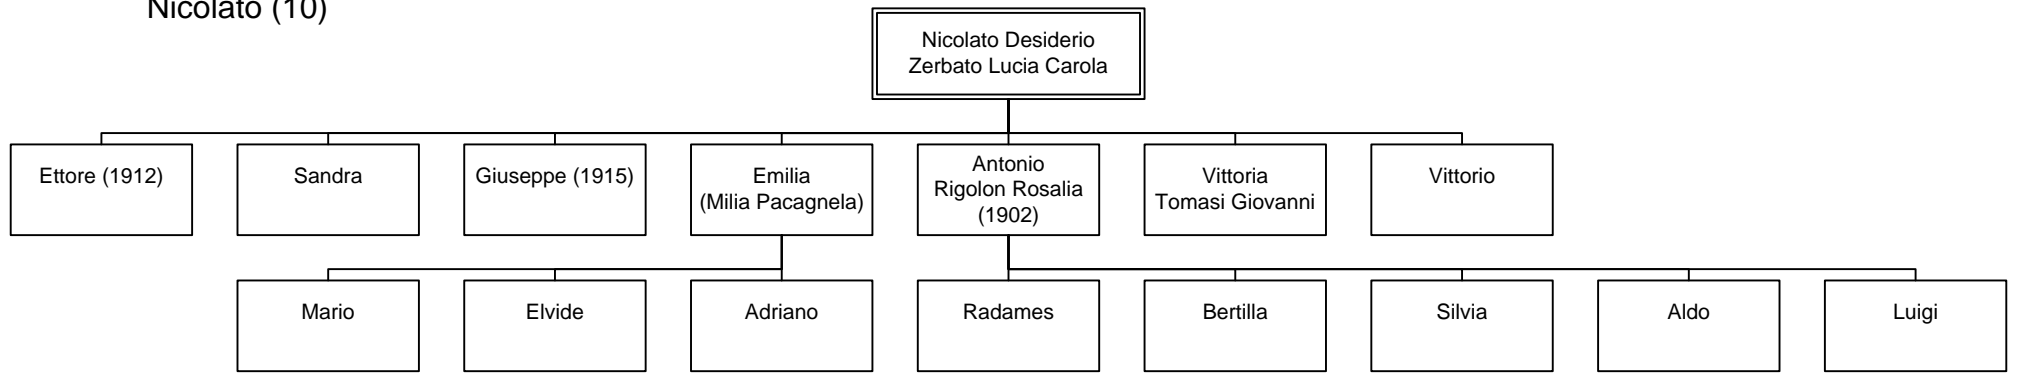 Nicolato (10)
Nicolato Desiderio
Zerbato Lucia Carola
Ettore (1912)
Sandra
Giuseppe (1915)
Emilia
(Milia Pacagnela)
Antonio
Rigolon Rosalia
(1902)
Vittoria
Tomasi Giovanni
Vittorio
Mario
Elvide
Adriano
Radames
Bertilla
Silvia
Aldo
Luigi